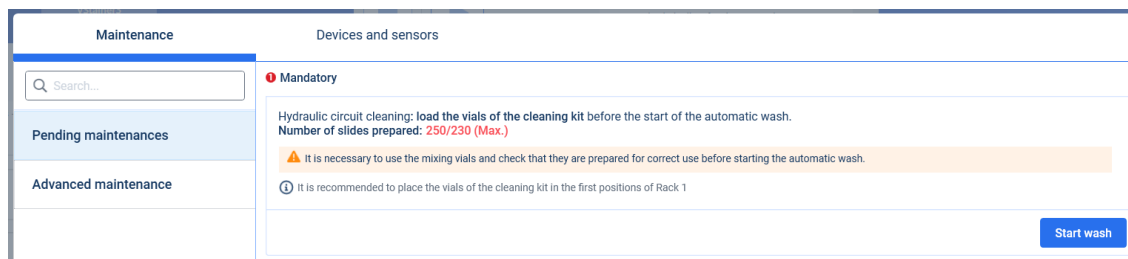 Maintenance
Devices and sensors
Search...
Pending maintenances
Advanced maintenance
Mandatory
Hydraulic circuit cleaning: load the vials of the cleaning kit before the start of the automatic wash.
Number of slides prepared: 250/230 (Max.)
It is necessary to use the mixing vials and check that they are prepared for correct use before starting the automatic wash.
It is recommended to place the vials of the cleaning kit in the first positions of Rack 1
Start wash